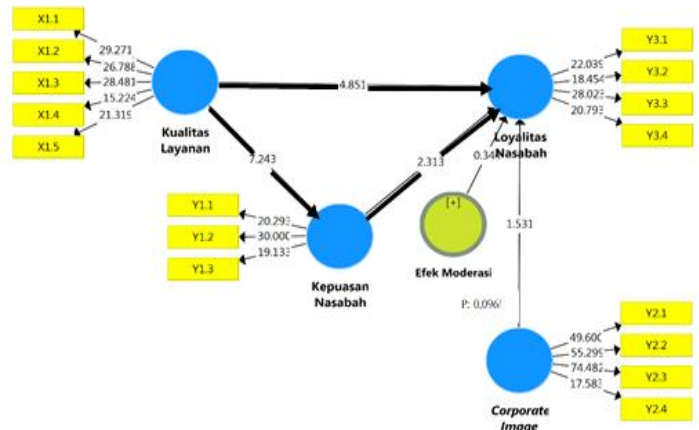 X1.1
X1.2
X1.3
X1.4
X1.5
29.271
26.788
28.481
15.224
21.319
Kualitas
Layanan
4.851
7.243
2.313
Y3.1
Y3.2
Y3.3
Y3.4
22.039
18.454
28.023
20.793
Loyalitas
Nasabah
Y1.1
Y1.2
Y1.3
20.293
30.000
19.133
Kepuasan
Nasabah
[+]
Efek Moderasi
1.531
Y2.1
Y2.2
Y2.3
Y2.4
49.600
55.299
74.482
17.583
Corporate
Image